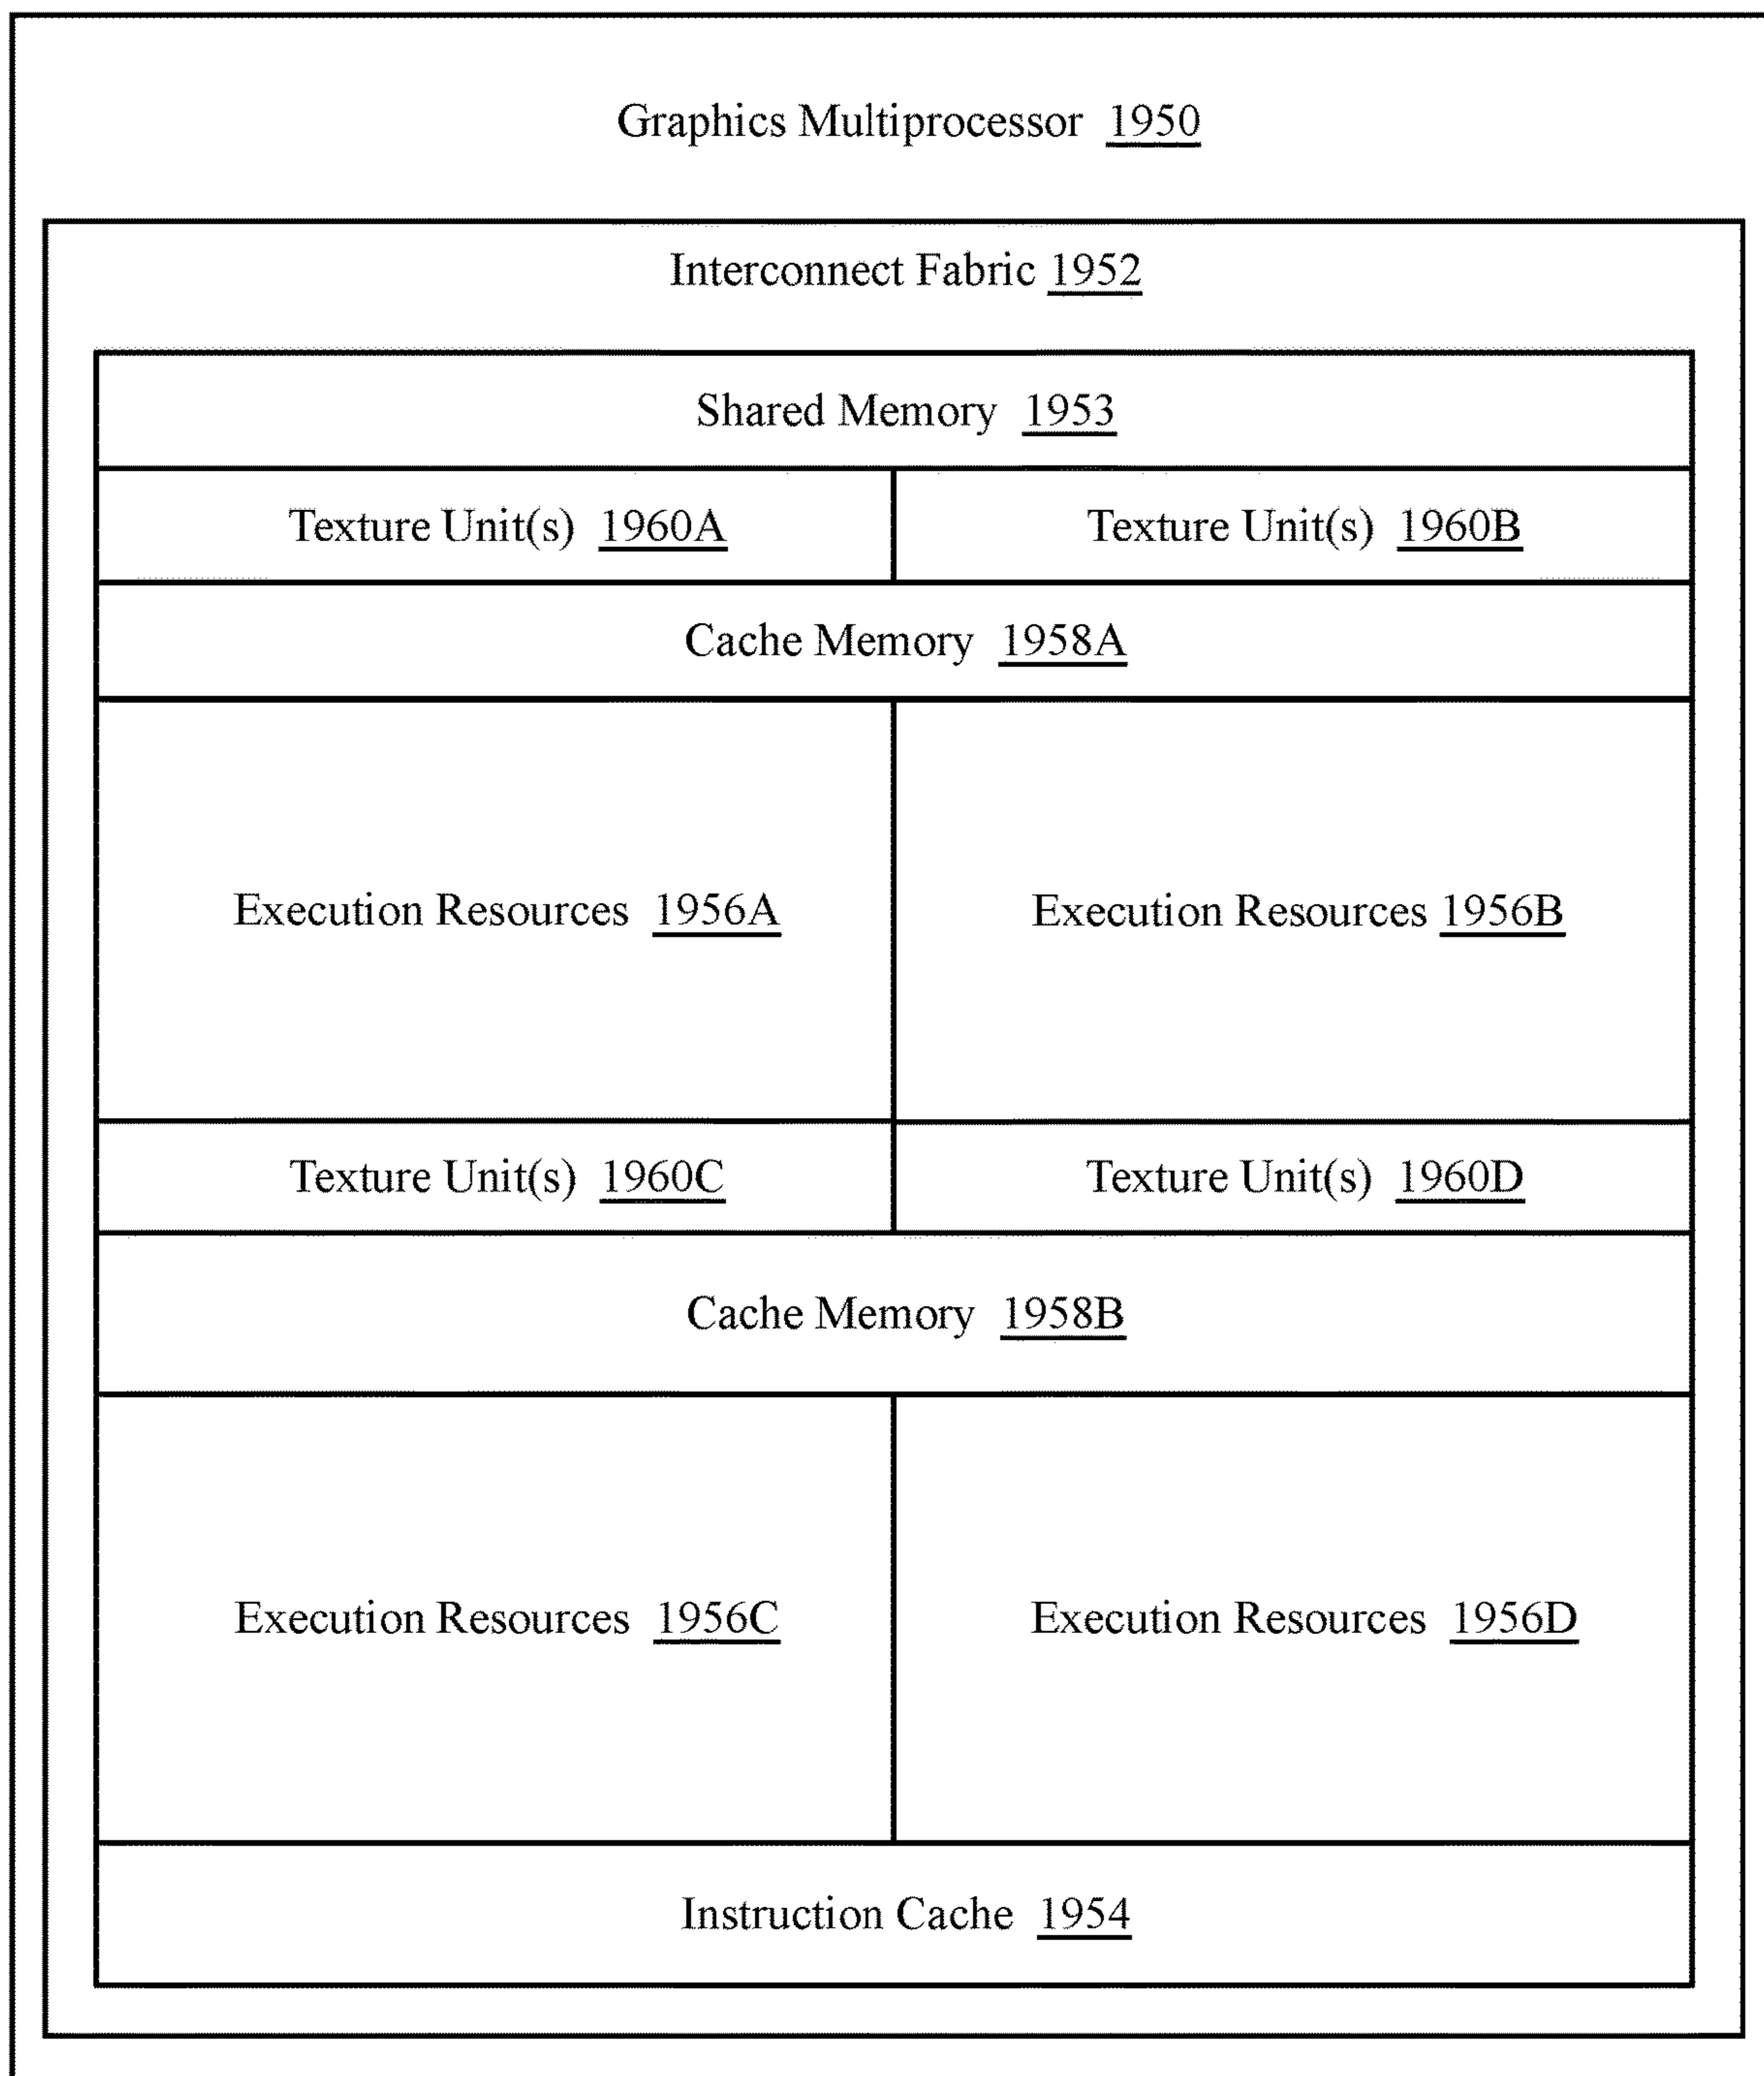 Graphics Multiprocessor 1950
Interconnect Fabric 1952
Shared Memory 1953
Texture Unit(s) 1960A
Texture Unit(s) 1960B
Cache Memory 1958A
Execution Resources 1956A
Execution Resources 1956B
Texture Unit(s) 1960C
Texture Unit(s) 1960D
Cache Memory 1958B
Execution Resources 1956C
Execution Resources 1956D
Instruction Cache 1954